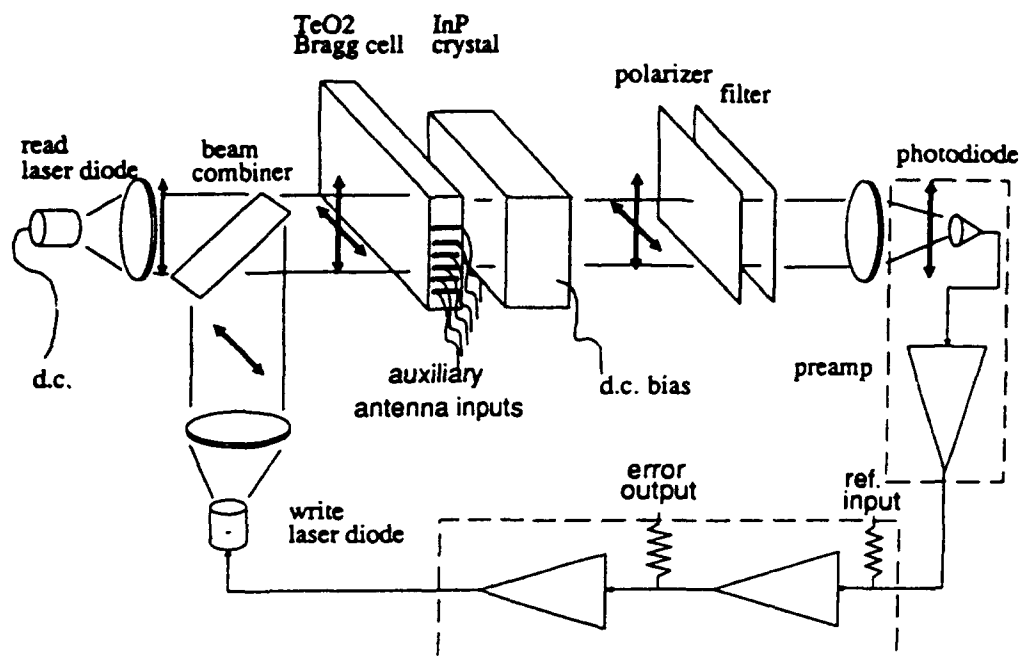 TeO2
Bragg cell
InP
crystal
polarizer
filter
read
laser diode
beam
combiner
photodiode
d.c.
auxiliary
antenna inputs
d.c. bias
preamp
error
output
ref.
input
write
laser diode